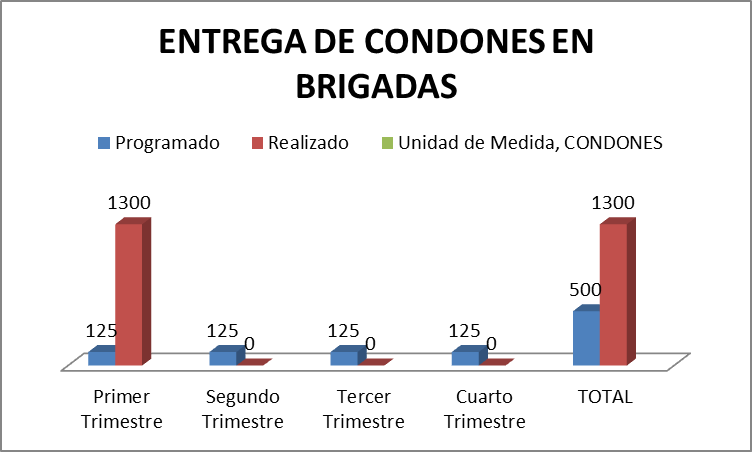 ENTREGA DE CONDONES EN
BRIGADAS
Programado Realizado Unidad de Medida, CONDONES
1300 1300
500
125 125 0 125 0 125 0
Primer Segundo Tercer Cuarto TOTAL
Trimestre Trimestre Trimestre Trimestre